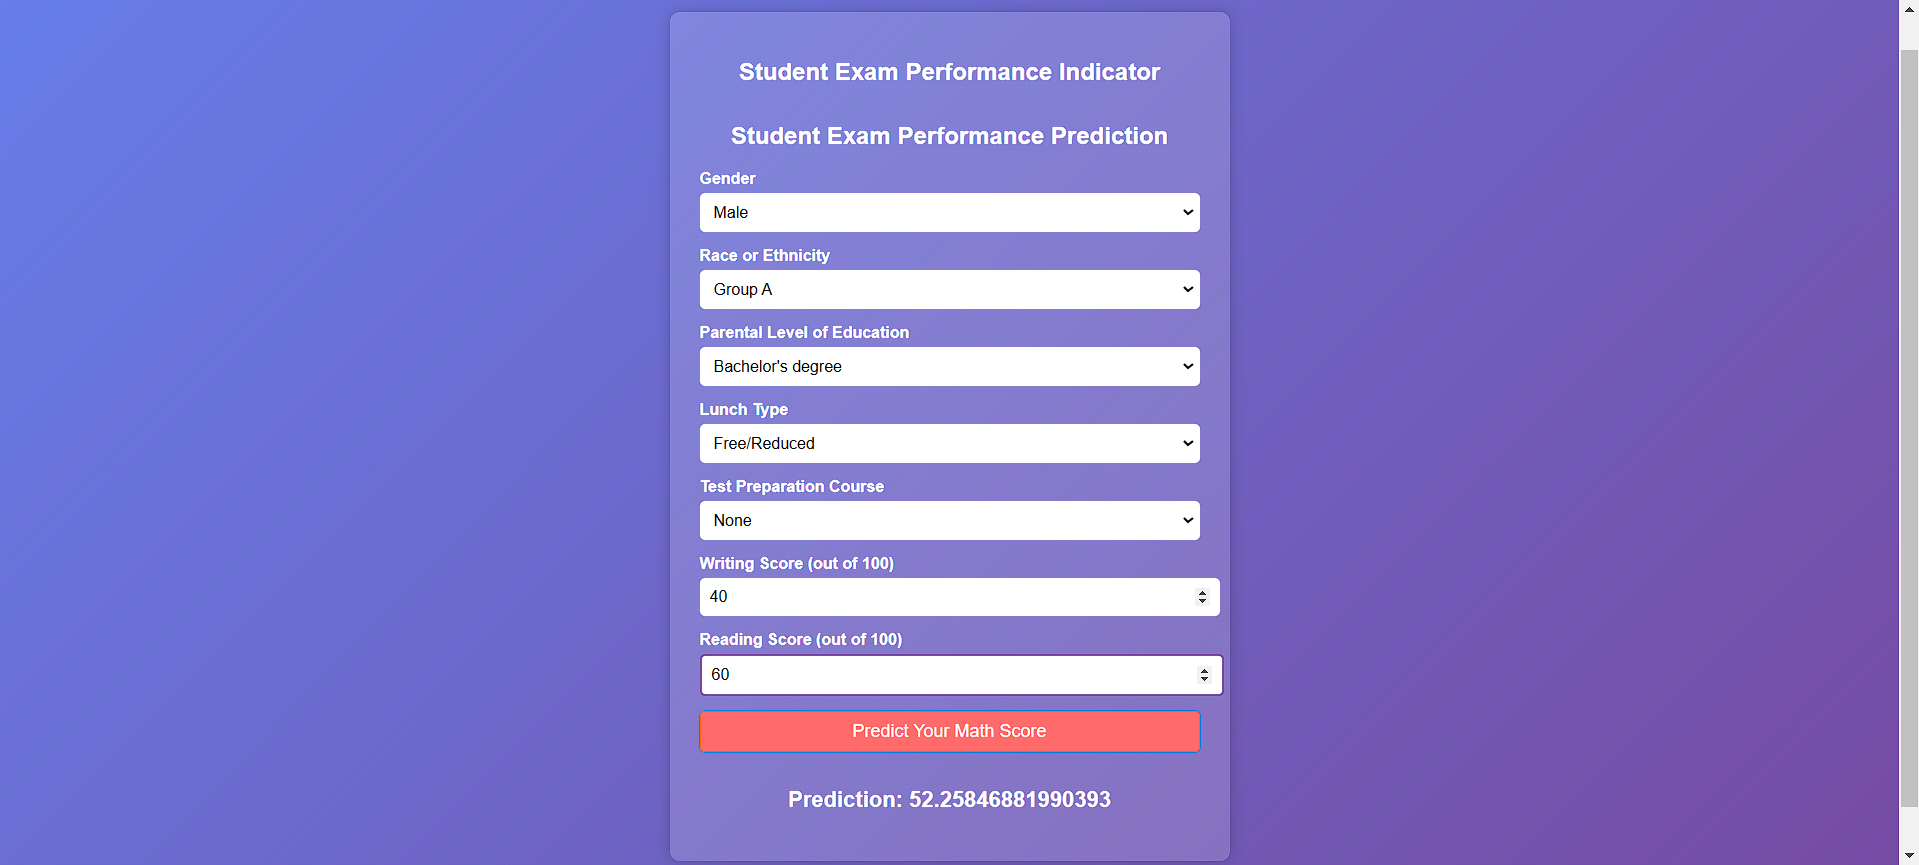 Student Exam Performance Indicator
Student Exam Performance Prediction
Gender
Male
Race or Ethnicity
Group A
Parental Level of Education
Bachelor's degree
Lunch Type
Free/Reduced
Test Preparation Course
None
Writing Score (out of 100)
40
Reading Score (out of 100)
60
Predict Your Math Score
Prediction: 52.25846881990393